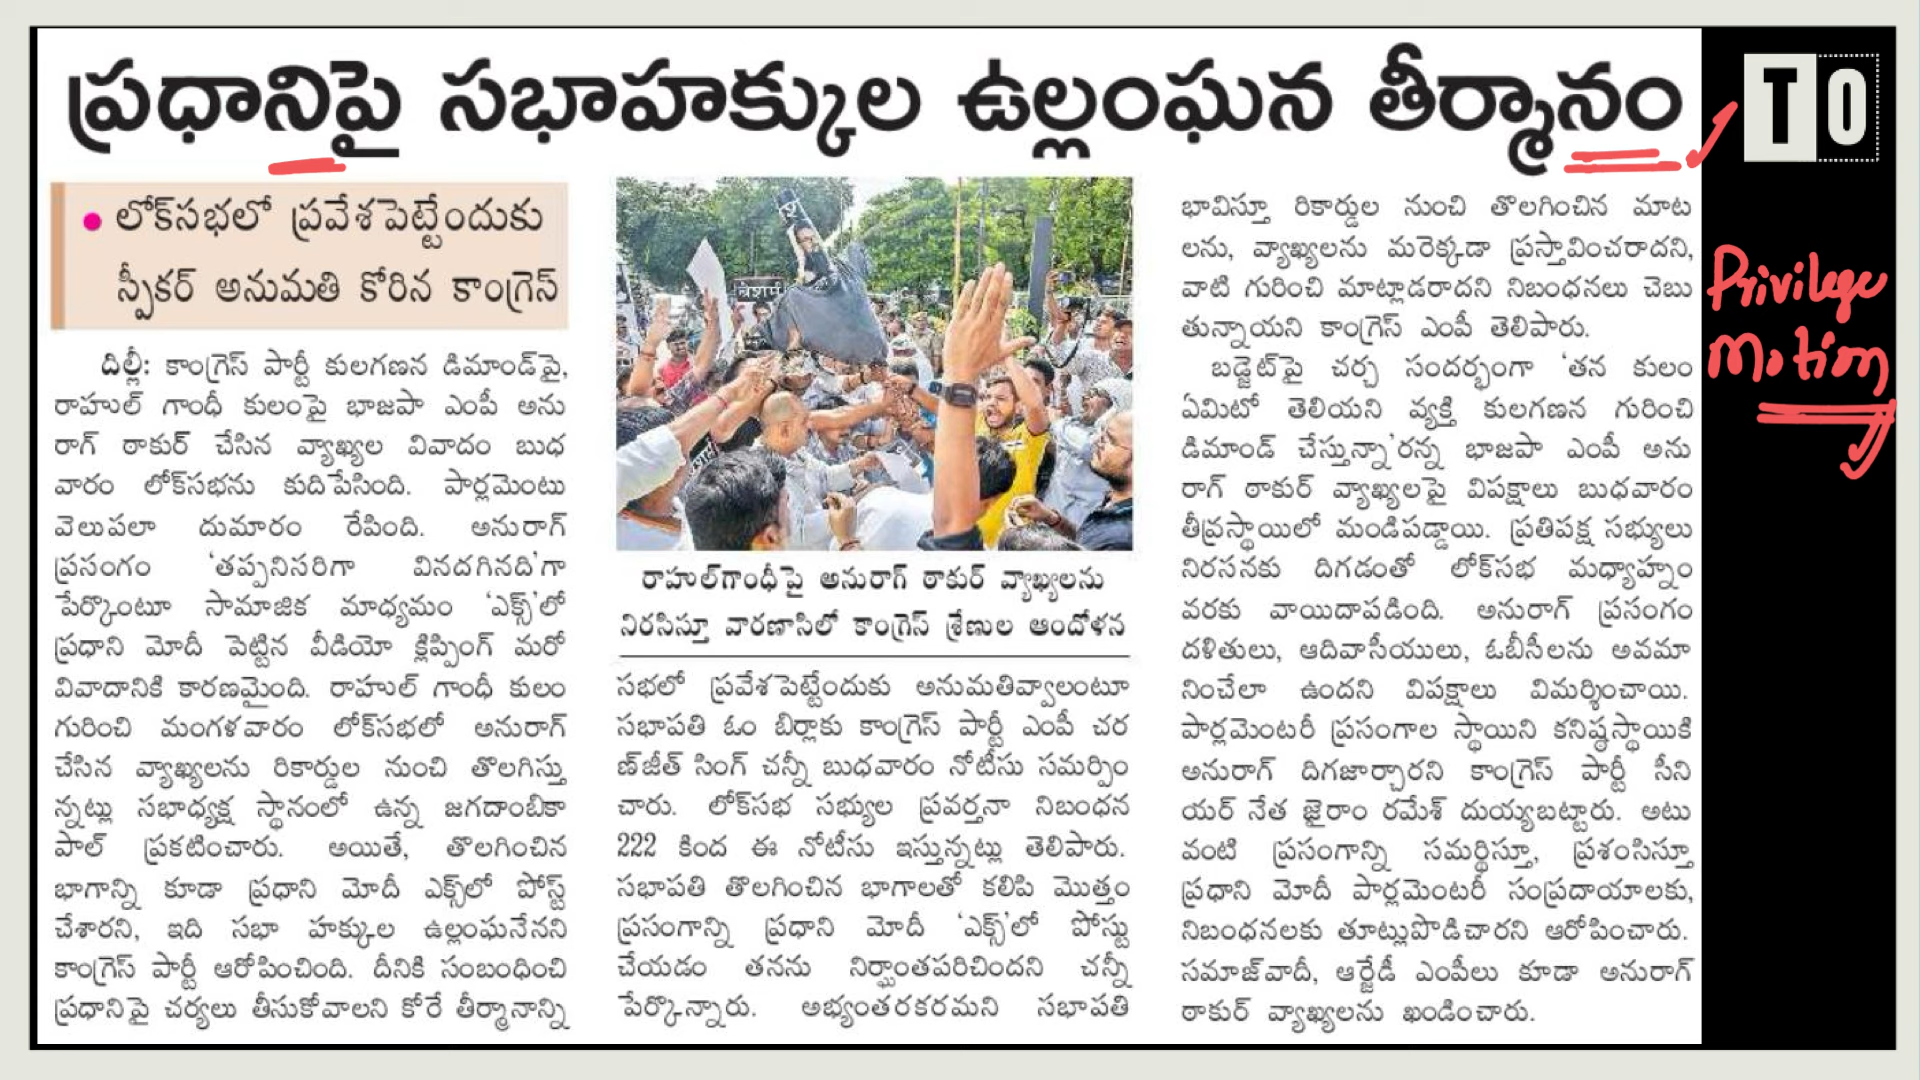 ప్రధానిపై సభాహక్కుల ఉల్లంఘన తీర్మానం
• లోక్‌సభలో ప్రవేశపెట్టేందుకు
స్పీకర్ అనుమతి కోరిన కాంగ్రెస్
దిల్లీ: కాంగ్రెస్ పార్టీ కులగణన డిమాండ్‌పై,
రాహుల్ గాంధీ కులంపై భాజపా ఎంపీ అను
రాగ్ ఠాకుర్ చేసిన వ్యాఖ్యల వివాదం బుధ
వారం లోక్‌సభను కుదిపేసింది. పార్లమెంటు
వెలుపలా దుమారం రేపింది. అనురాగ్
ప్రసంగం ‘తప్పనిసరిగా వినదగినది’గా
పేర్కొంటూ సామాజిక మాధ్యమం ‘ఎక్స్’లో
ప్రధాని మోదీ పెట్టిన వీడియో క్లిప్పింగ్ మరో
వివాదానికి కారణమైంది. రాహుల్ గాంధీ కులం
గురించి మంగళవారం లోక్‌సభలో అనురాగ్
చేసిన వ్యాఖ్యలను రికార్డుల నుంచి తొలగిస్తు
న్నట్లు సభాధ్యక్ష స్థానంలో ఉన్న జగదాంబికా
పాల్ ప్రకటించారు. అయితే, తొలగించిన
భాగాన్ని కూడా ప్రధాని మోదీ ఎక్స్‌లో పోస్ట్
చేశారని, ఇది సభా హక్కుల ఉల్లంఘనేనని
కాంగ్రెస్ పార్టీ ఆరోపించింది. దీనికి సంబంధించి
ప్రధానిపై చర్యలు తీసుకోవాలని కోరే తీర్మానాన్ని
रेशम
రాహుల్‌గాంధీపై అనురాగ్ ఠాకుర్ వ్యాఖ్యలను
నిరసిస్తూ వారణాసిలో కాంగ్రెస్ శ్రేణుల ఆందోళన
సభలో ప్రవేశపెట్టేందుకు అనుమతివ్వాలంటూ
సభాపతి ఓం బిర్లాకు కాంగ్రెస్ పార్టీ ఎంపీ చర
ణ్‌జీత్ సింగ్ చన్నీ బుధవారం నోటీసు సమర్పిం
చారు. లోక్‌సభ సభ్యుల ప్రవర్తనా నిబంధన
222 కింద ఈ నోటీసు ఇస్తున్నట్లు తెలిపారు.
సభాపతి తొలగించిన భాగాలతో కలిపి మొత్తం
ప్రసంగాన్ని ప్రధాని మోదీ ‘ఎక్స్’లో పోస్టు
చేయడం తనను నిర్ఘాంతపరిచిందని చన్నీ
పేర్కొన్నారు. అభ్యంతరకరమని సభాపతి
భావిస్తూ రికార్డుల నుంచి తొలగించిన మాట
లను, వ్యాఖ్యలను మరెక్కడా ప్రస్తావించరాదని,
వాటి గురించి మాట్లాడరాదని నిబంధనలు చెబు
తున్నాయని కాంగ్రెస్ ఎంపీ తెలిపారు.
బడ్జెట్‌పై చర్చ సందర్భంగా ‘తన కులం
ఏమిటో తెలియని వ్యక్తి కులగణన గురించి
డిమాండ్ చేస్తున్నా’రన్న భాజపా ఎంపీ అను
రాగ్ ఠాకుర్ వ్యాఖ్యలపై విపక్షాలు బుధవారం
తీవ్రస్థాయిలో మండిపడ్డాయి. ప్రతిపక్ష సభ్యులు
నిరసనకు దిగడంతో లోక్‌సభ మధ్యాహ్నం
వరకు వాయిదాపడింది. అనురాగ్ ప్రసంగం
దళితులు, ఆదివాసీయులు, ఓబీసీలను అవమా
నించేలా ఉందని విపక్షాలు విమర్శించాయి.
పార్లమెంటరీ ప్రసంగాల స్థాయిని కనిష్ఠస్థాయికి
అనురాగ్ దిగజార్చారని కాంగ్రెస్ పార్టీ సీని
యర్ నేత జైరాం రమేశ్ దుయ్యబట్టారు. అటు
వంటి ప్రసంగాన్ని సమర్థిస్తూ, ప్రశంసిస్తూ
ప్రధాని మోదీ పార్లమెంటరీ సంప్రదాయాలకు,
నిబంధనలకు తూట్లుపొడిచారని ఆరోపించారు.
సమాజ్‌వాదీ, ఆర్జేడీ ఎంపీలు కూడా అనురాగ్
ఠాకుర్ వ్యాఖ్యలను ఖండించారు.
TO
Privilege
Motion